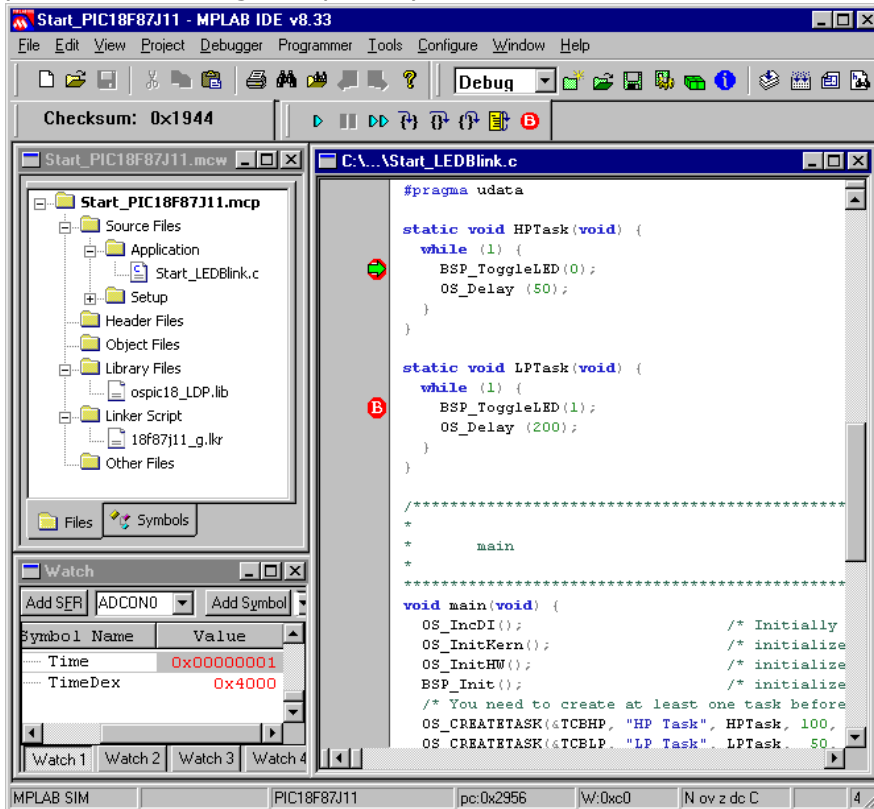 Start_PIC18F87J11 - MPLAB IDE v8.33
File Edit View Project Debugger Programmer Tools Configure Window Help
Debug
Checksum: 0x1944
Start_PIC18F87J11.mcw
Start_PIC18F87J11.mcp
Source Files
Application
Start_LEDBlink.c
Setup
Header Files
Object Files
Library Files
ospic18_LDP.lib
Linker Script
18f87j11_g.lkr
Other Files
Files Symbols
Watch
Add SFR ADCON0 Add Symbol
Symbol Name Value
Time 0x00000001
TimeDex 0x4000
Watch 1 Watch 2 Watch 3 Watch 4
C:\...\Start_LEDBlink.c
#pragma udata
static void HPTask(void) {
while (1) {
BSP_ToggleLED(0);
OS_Delay (50);
}
}
static void LPTask(void) {
while (1) {
B BSP_ToggleLED(1);
OS_Delay (200);
}
}
/*************************************************
*
* main
*
**************************************************
void main(void) {
OS_IncDI(); /* Initially
OS_InitKern(); /* initialize
OS_InitHW(); /* initialize
BSP_Init(); /* initialize
/* You need to create at least one task before
OS_CREATETASK(&TCBHP, "HP Task", HPTask, 100,
OS_CREATETASK(&TCBLP, "LP Task", LPTask, 50,
MPLAB SIM PIC18F87J11 pc:0x2956 W:0xc0 N ov z dc C 4